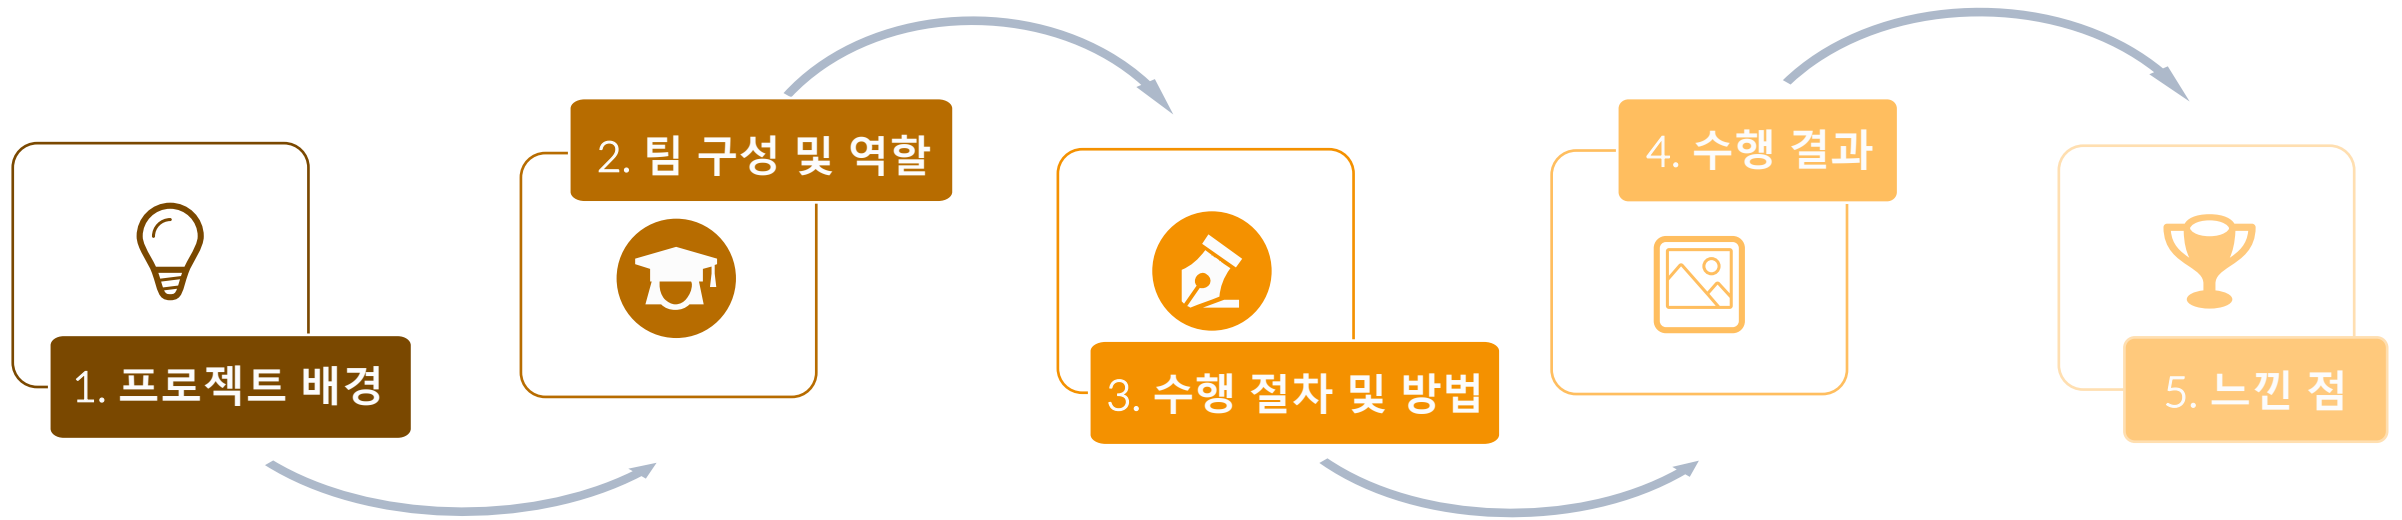 1. 프로젝트 배경
2. 팀 구성 및 역할
3. 수행 절차 및 방법
4. 수행 결과
5. 느낀 점